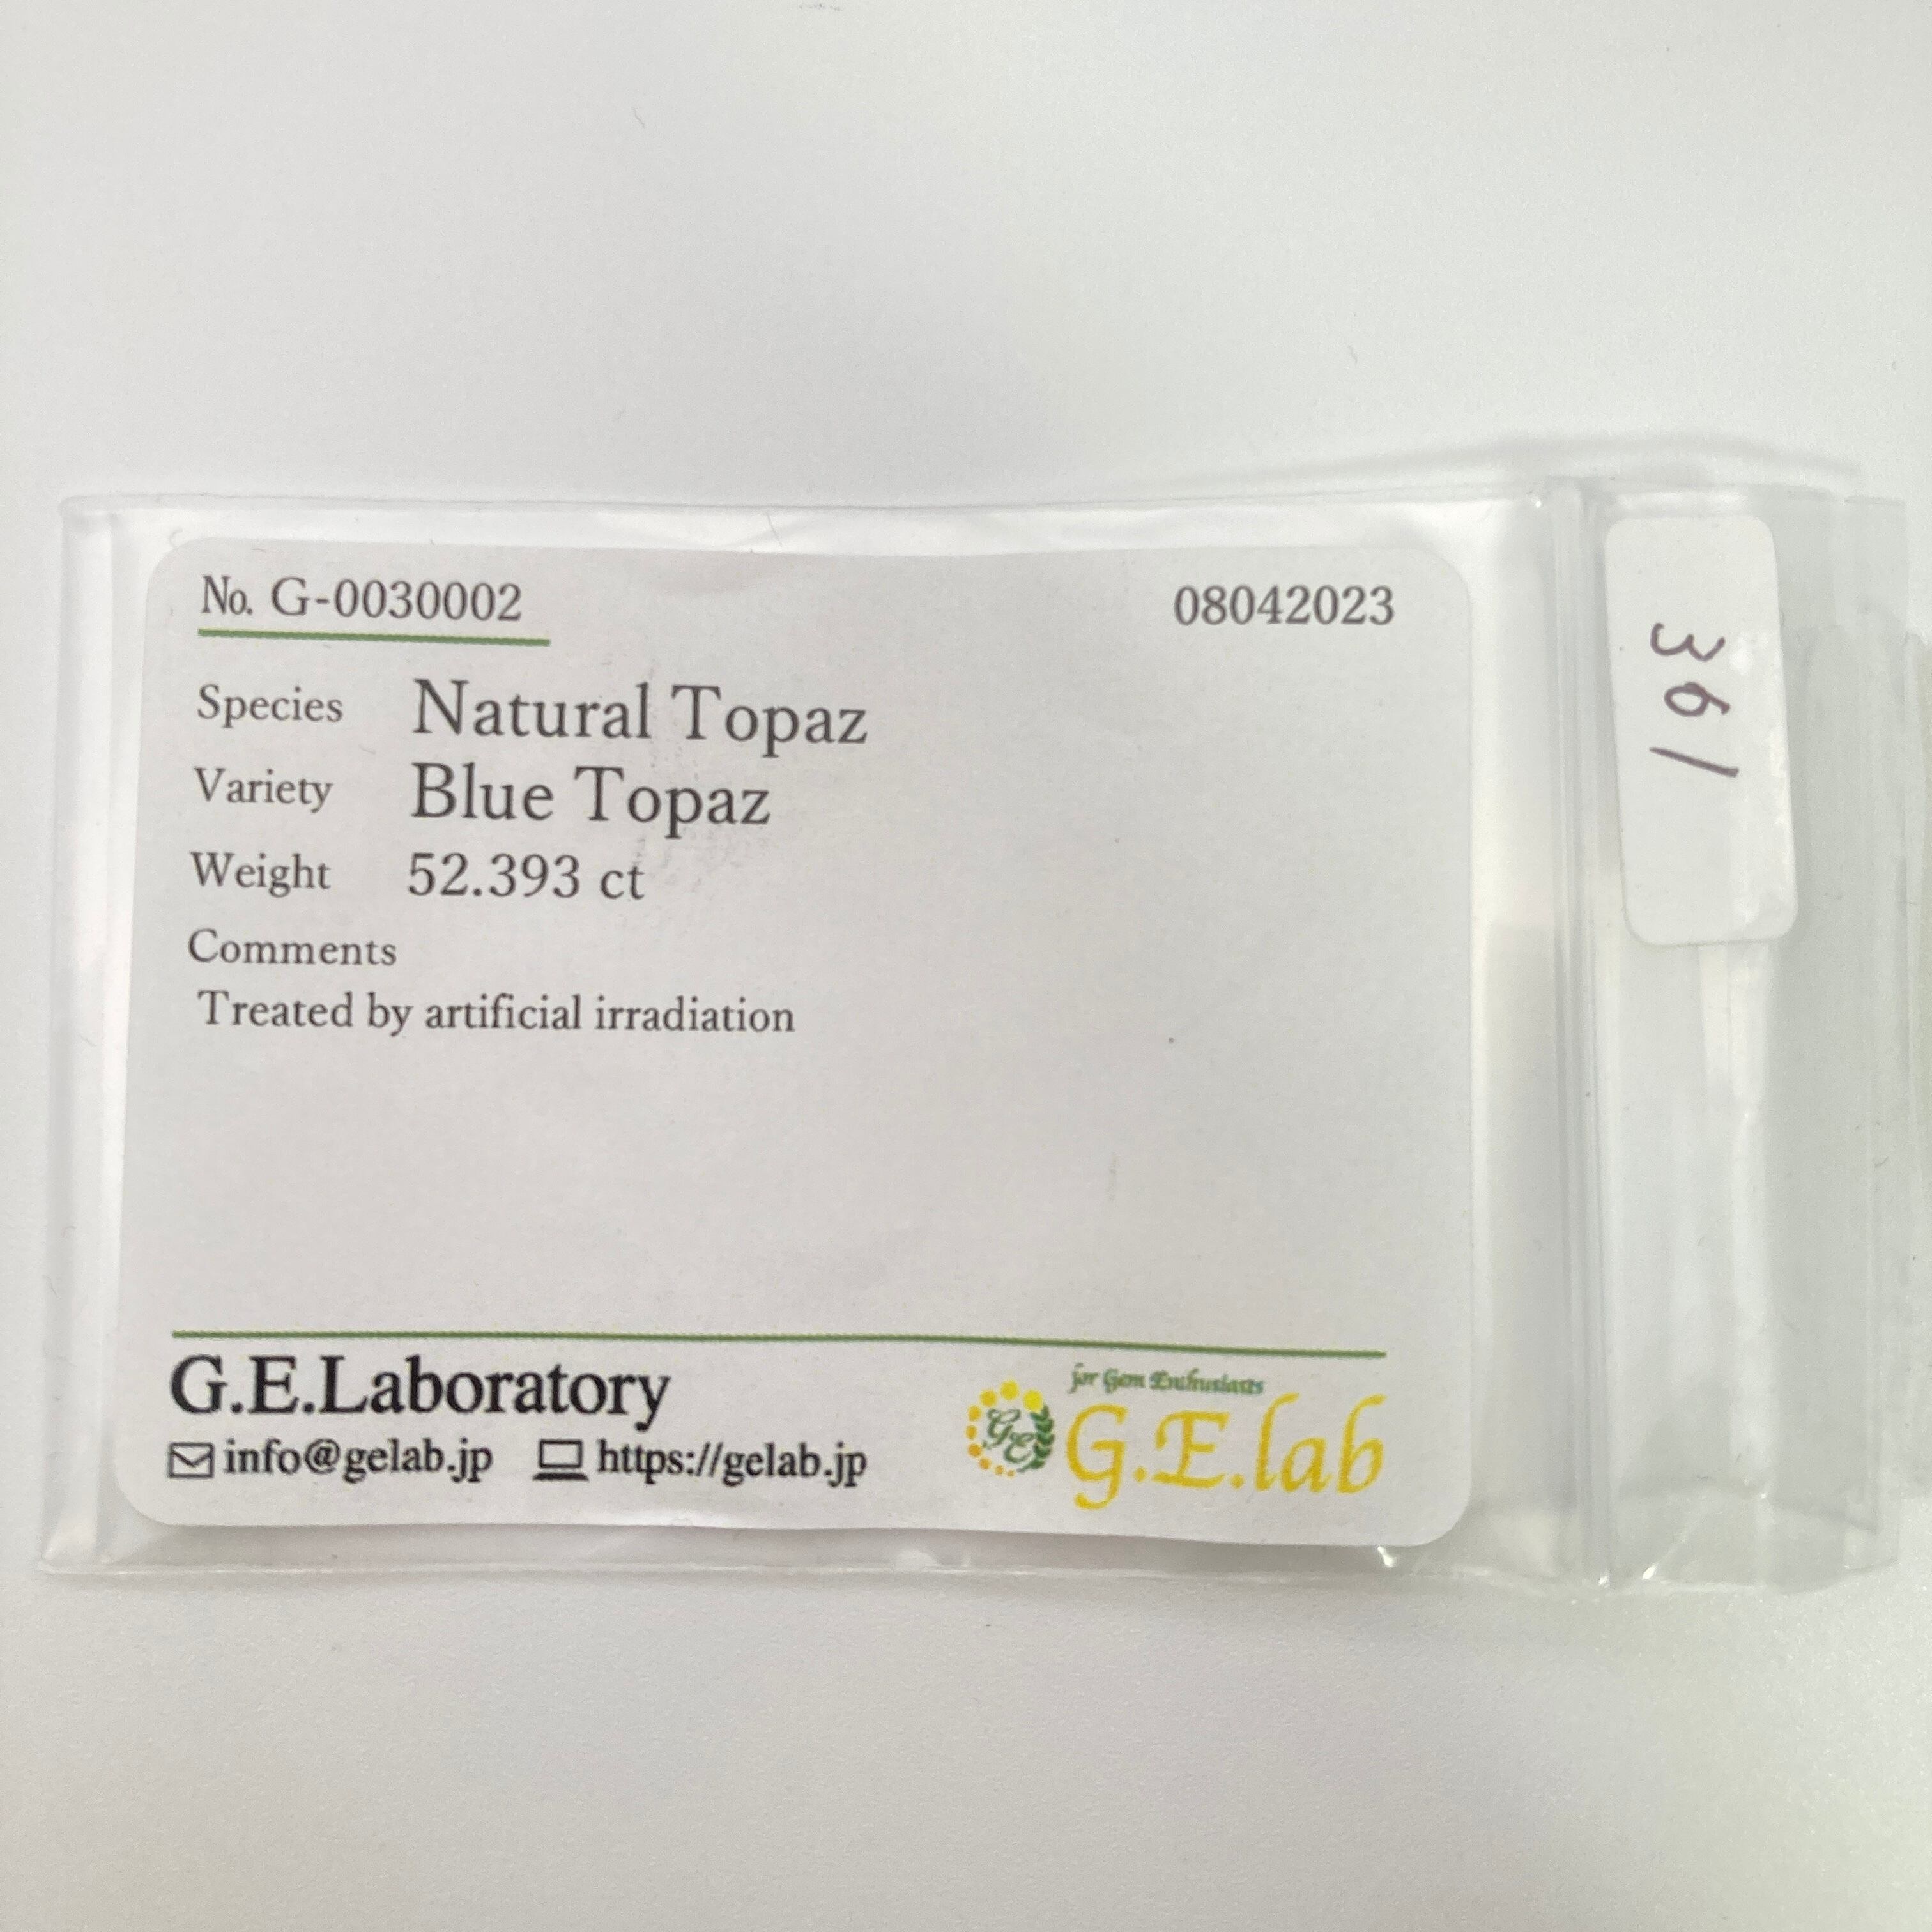 No. G-0030002
08042023
Species Natural Topaz
Variety Blue Topaz
Weight 52.393 ct
Comments
Treated by artificial irradiation
G.E.Laboratory
info@gelab.jp https://gelab.jp
for Gem Enthusiasts
GE
G.E.lab
361